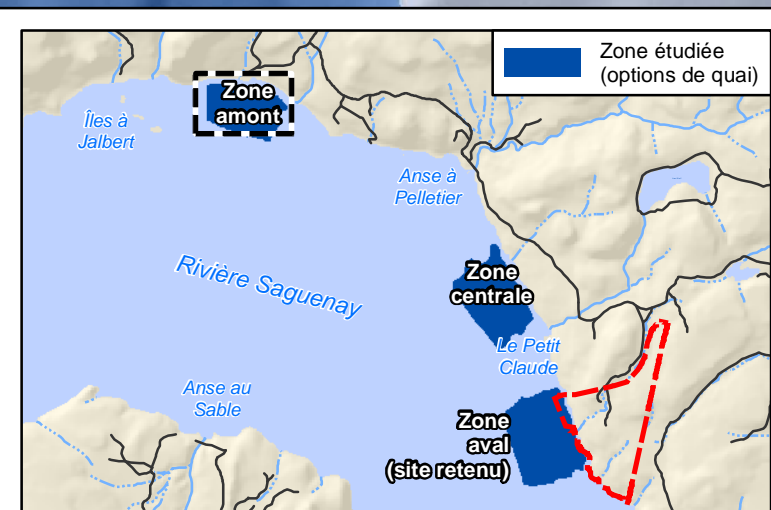 Zone étudiée
(options de quai)
Zone
amont
Îles à
Jalbert
Anse à
Pelletier
Rivière Saguenay
Zone
centrale
Le Petit
Claude
Anse au
Sable
Zone
aval
(site retenu)